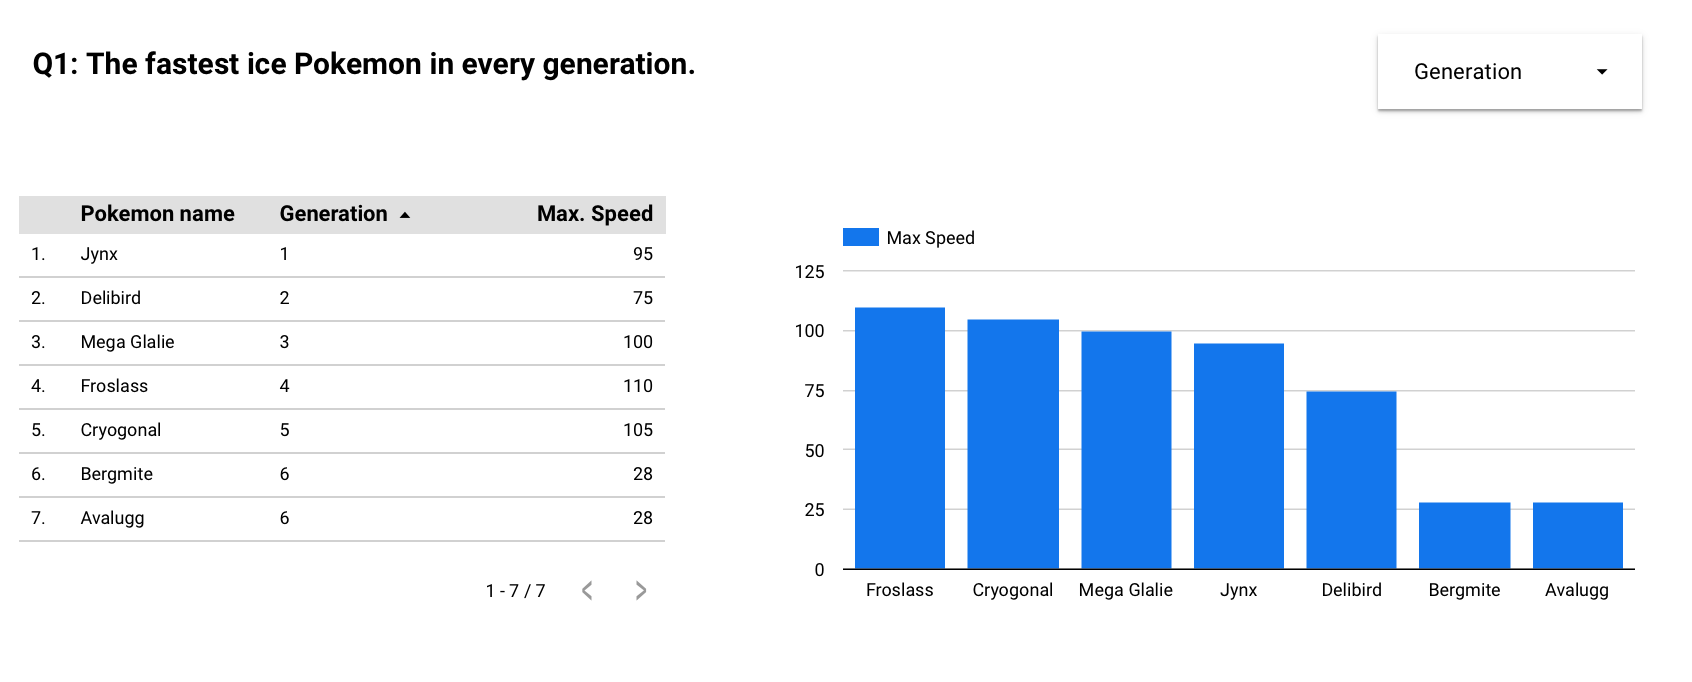 Q1: The fastest ice Pokemon in every generation.
Generation
Pokemon name Generation Max. Speed
1. Jynx 1 95
2. Delibird 2 75
3. Mega Glalie 3 100
4. Froslass 4 110
5. Cryogonal 5 105
6. Bergmite 6 28
7. Avalugg 6 28
1 - 7 / 7
Max Speed
125
100
75
50
25
0
Froslass Cryogonal Mega Glalie Jynx Delibird Bergmite Avalugg